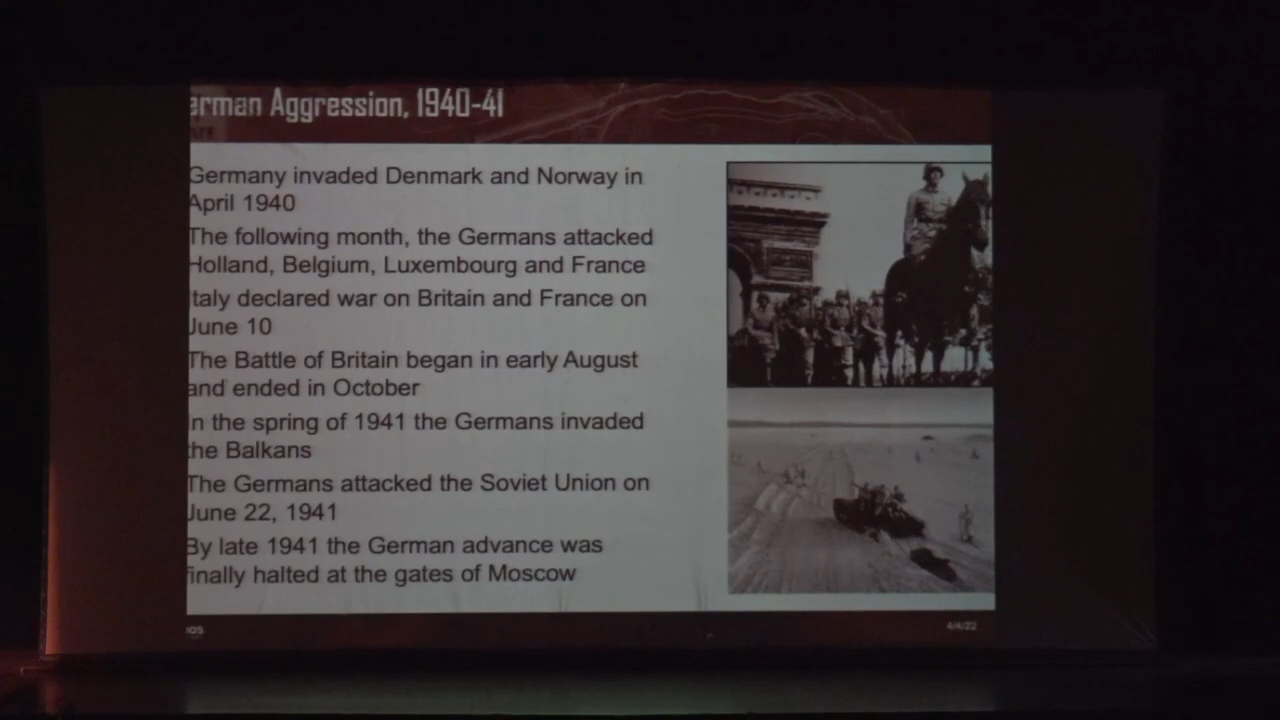 erman Aggression, 1940-41
Germany invaded Denmark and Norway in
April 1940
The following month, the Germans attacked
Holland, Belgium, Luxembourg and France
Italy declared war on Britain and France on
June 10
The Battle of Britain began in early August
and ended in October
In the spring of 1941 the Germans invaded
the Balkans
The Germans attacked the Soviet Union on
June 22, 1941
By late 1941 the German advance was
finally halted at the gates of Moscow
4/4/22